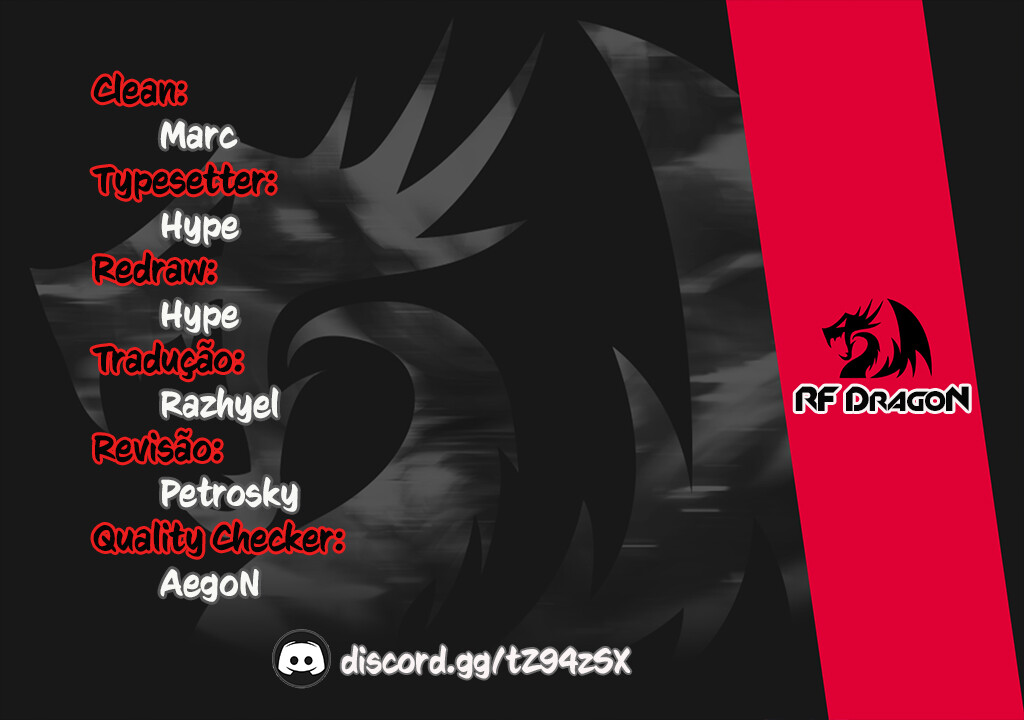 Clean:
Marc
Typesetter:
Hype
Redraw:
Hype
Tradução:
Razhyel
Revisão:
Petrosky
Quality Checker:
AegoN
discord.gg/tZ94zSX
RF DRAGON